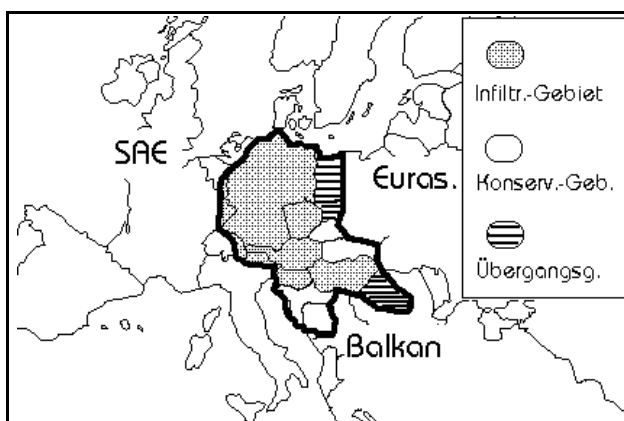 SAE
Euras.
Balkan
Infiltr.-Gebiet
Konserv.-Geb.
Übergangsg.